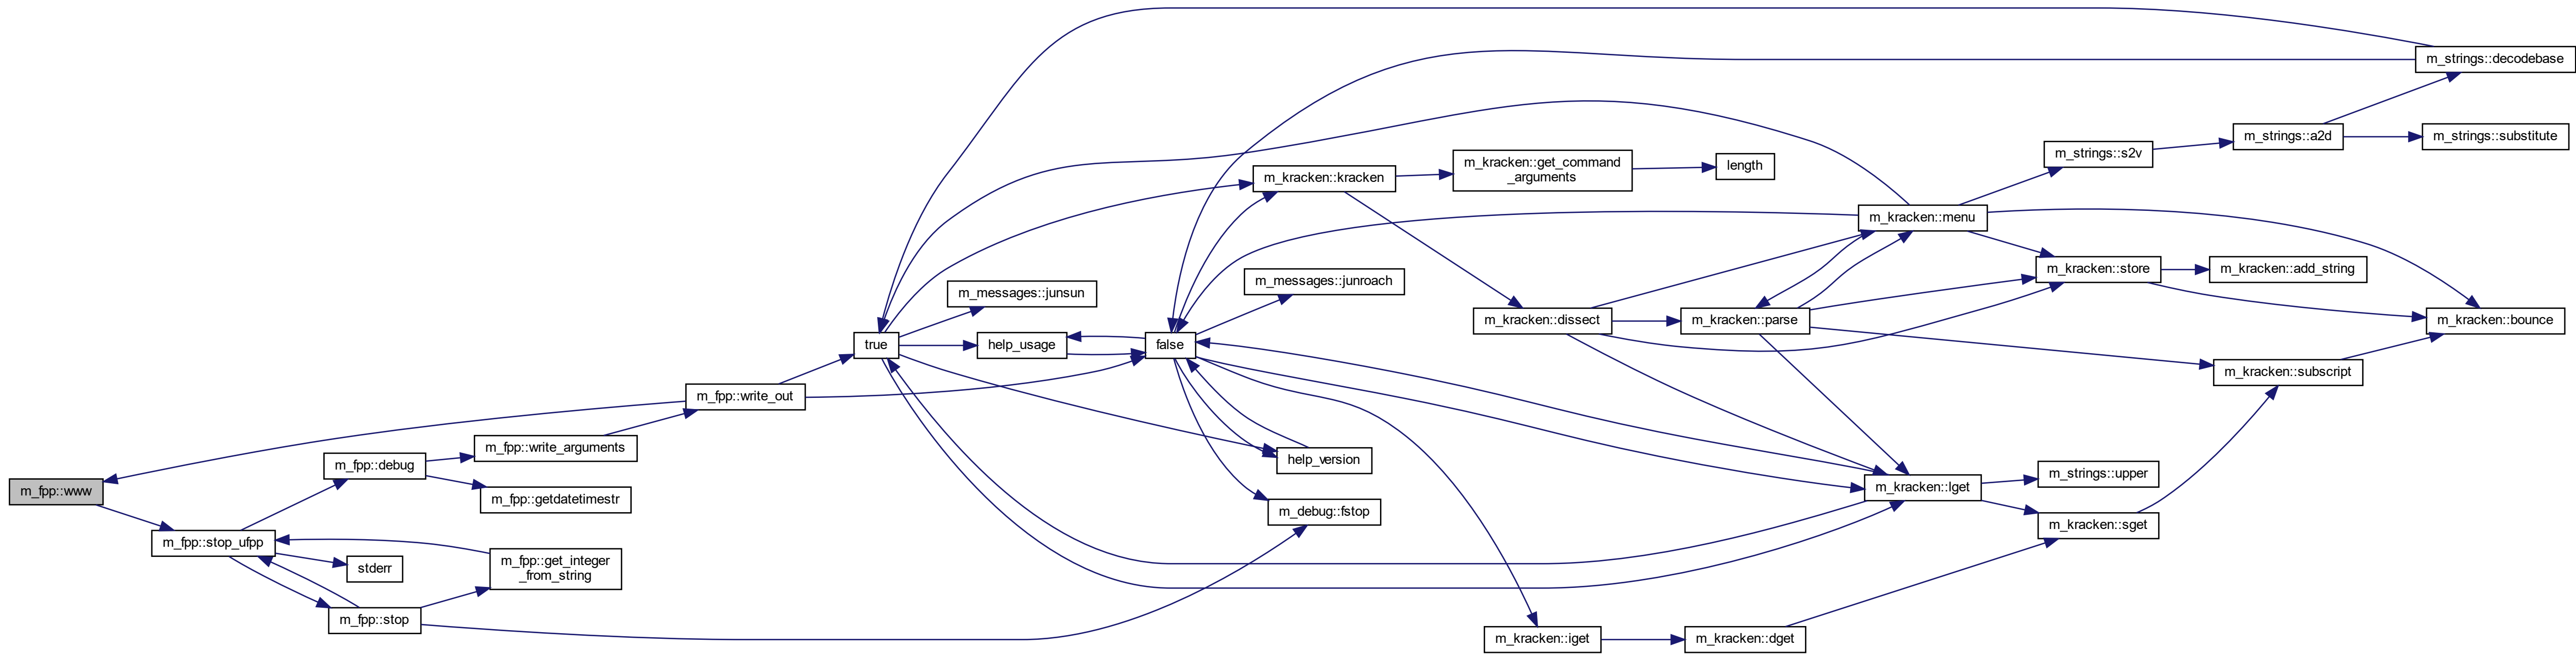 m_strings::decodebase
m_strings::a2d
m_strings::substitute
m_strings::s2v
m_kracken::get_command
_arguments
length
m_kracken::kracken
m_kracken::menu
m_kracken::store
m_kracken::add_string
m_messages::junroach
m_messages::junsun
m_kracken::dissect
m_kracken::parse
m_kracken::bounce
true
help_usage
false
m_kracken::subscript
m_fpp::write_out
m_fpp::write_arguments
help_version
m_fpp::debug
m_strings::upper
m_kracken::lget
m_fpp::www
m_fpp::getdatetimestr
m_debug::fstop
m_kracken::sget
m_fpp::stop_ufpp
stderr
m_fpp::get_integer
_from_string
m_fpp::stop
m_kracken::iget
m_kracken::dget